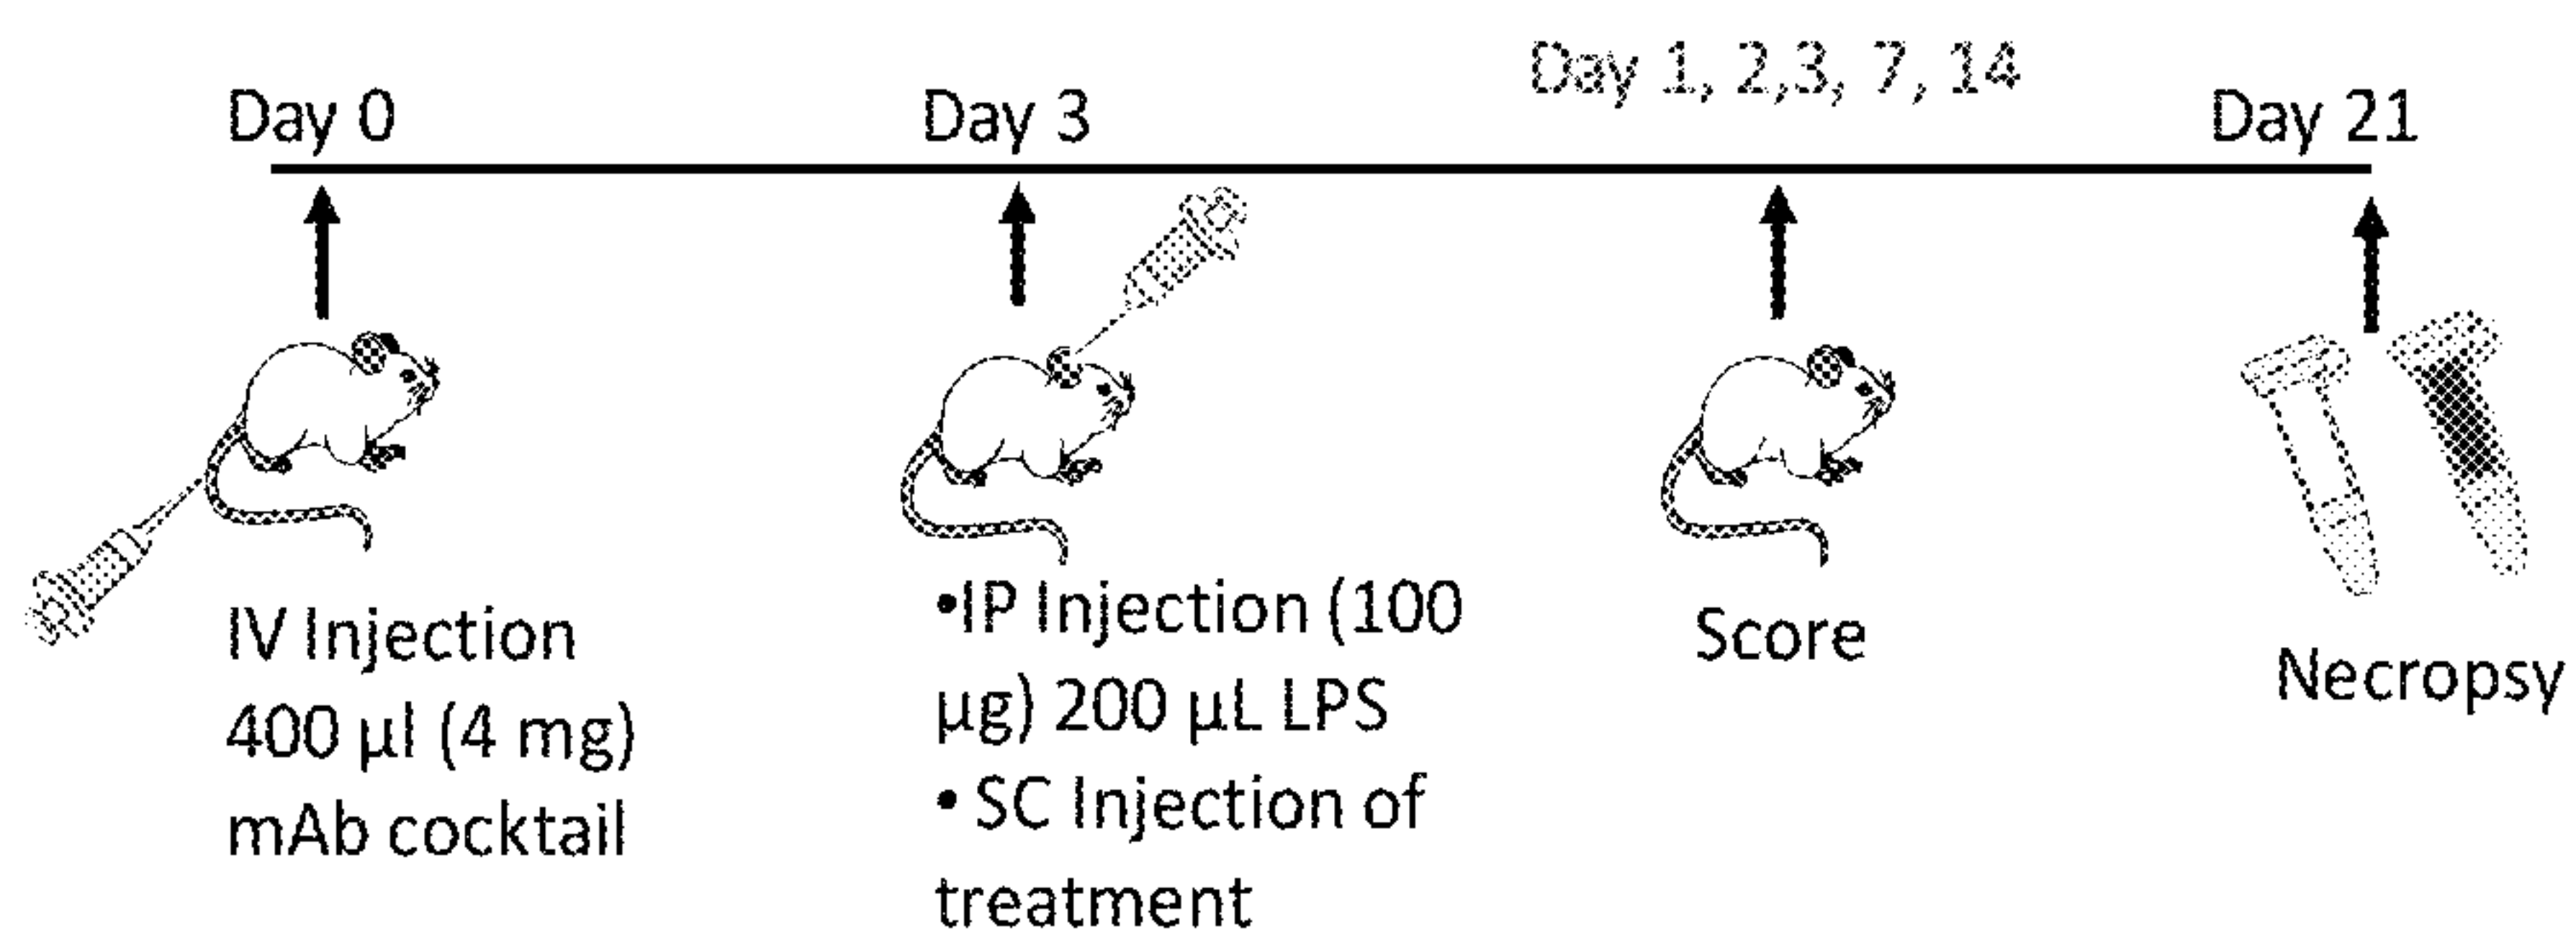 Day 0
Day 3
Day 1, 2,3, 7, 14
Day 21
IV Injection
400 µl (4 mg)
mAb cocktail
•IP Injection (100
µg) 200 µL LPS
• SC Injection of
treatment
Score
Necropsy